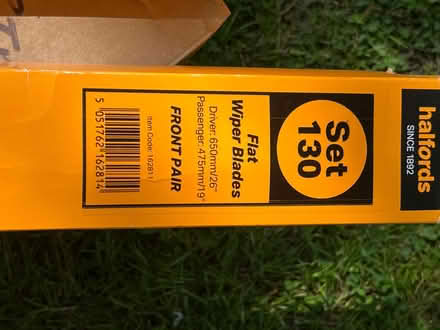 halfords
SINCE 1892
Set
130
Flat
Wiper Blades
Driver: 650mm/26"
Passenger: 475mm/19"
FRONT PAIR
Item Code: 162811
5 051762 162814